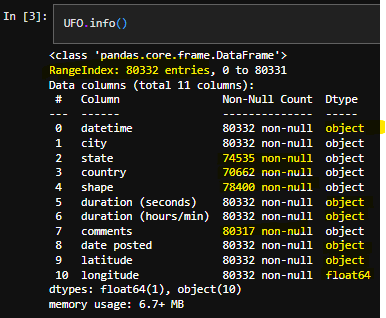 In [3]: UFO.info()
<class 'pandas.core.frame.DataFrame'>
RangeIndex: 80332 entries, 0 to 80331
Data columns (total 11 columns):
 #   Column                Non-Null Count  Dtype
---  ------                --------------  -----
 0   datetime              80332 non-null  object
 1   city                  80332 non-null  object
 2   state                 74535 non-null  object
 3   country               70662 non-null  object
 4   shape                 78400 non-null  object
 5   duration (seconds)    80332 non-null  object
 6   duration (hours/min)  80332 non-null  object
 7   comments              80317 non-null  object
 8   date posted           80332 non-null  object
 9   latitude              80332 non-null  object
 10  longitude             80332 non-null  float64
dtypes: float64(1), object(10)
memory usage: 6.7+ MB